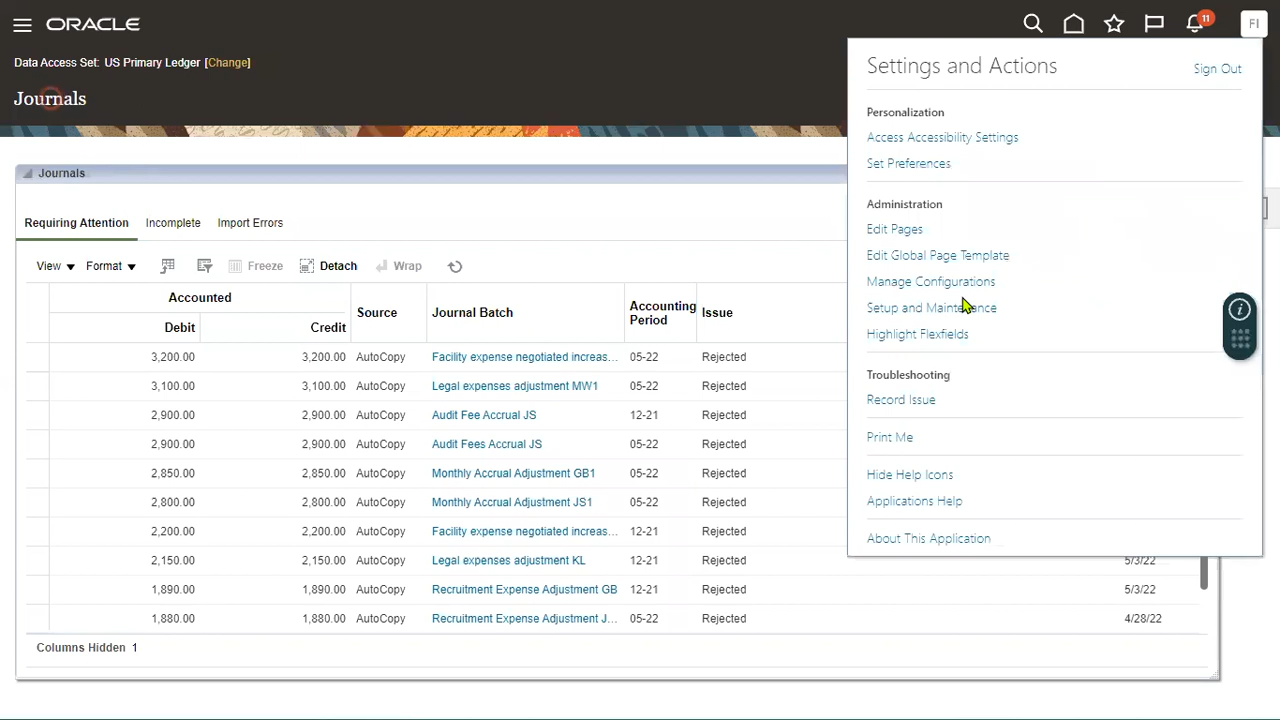 ORACLE
11
FI
Data Access Set: US Primary Ledger [Change]
Journals
Settings and Actions
Sign Out
Personalization
Access Accessibility Settings
Set Preferences
Administration
Edit Pages
Edit Global Page Template
Manage Configurations
Setup and Maintenance
Highlight Flexfields
Troubleshooting
Record Issue
Print Me
Hide Help Icons
Applications Help
About This Application
Journals
Requiring Attention Incomplete Import Errors
View Format Freeze Detach Wrap
Accounted
Debit Credit Source Journal Batch Accounting Period Issue
3,200.00 3,200.00 AutoCopy Facility expense negotiated increas... 05-22 Rejected
3,100.00 3,100.00 AutoCopy Legal expenses adjustment MW1 05-22 Rejected
2,900.00 2,900.00 AutoCopy Audit Fee Accrual JS 12-21 Rejected
2,900.00 2,900.00 AutoCopy Audit Fees Accrual JS 05-22 Rejected
2,850.00 2,850.00 AutoCopy Monthly Accrual Adjustment GB1 05-22 Rejected
2,800.00 2,800.00 AutoCopy Monthly Accrual Adjustment JS1 05-22 Rejected
2,200.00 2,200.00 AutoCopy Facility expense negotiated increas... 12-21 Rejected
2,150.00 2,150.00 AutoCopy Legal expenses adjustment KL 12-21 Rejected 5/3/22
1,890.00 1,890.00 AutoCopy Recruitment Expense Adjustment GB 12-21 Rejected 5/3/22
1,880.00 1,880.00 AutoCopy Recruitment Expense Adjustment J... 05-22 Rejected 4/28/22
Columns Hidden 1